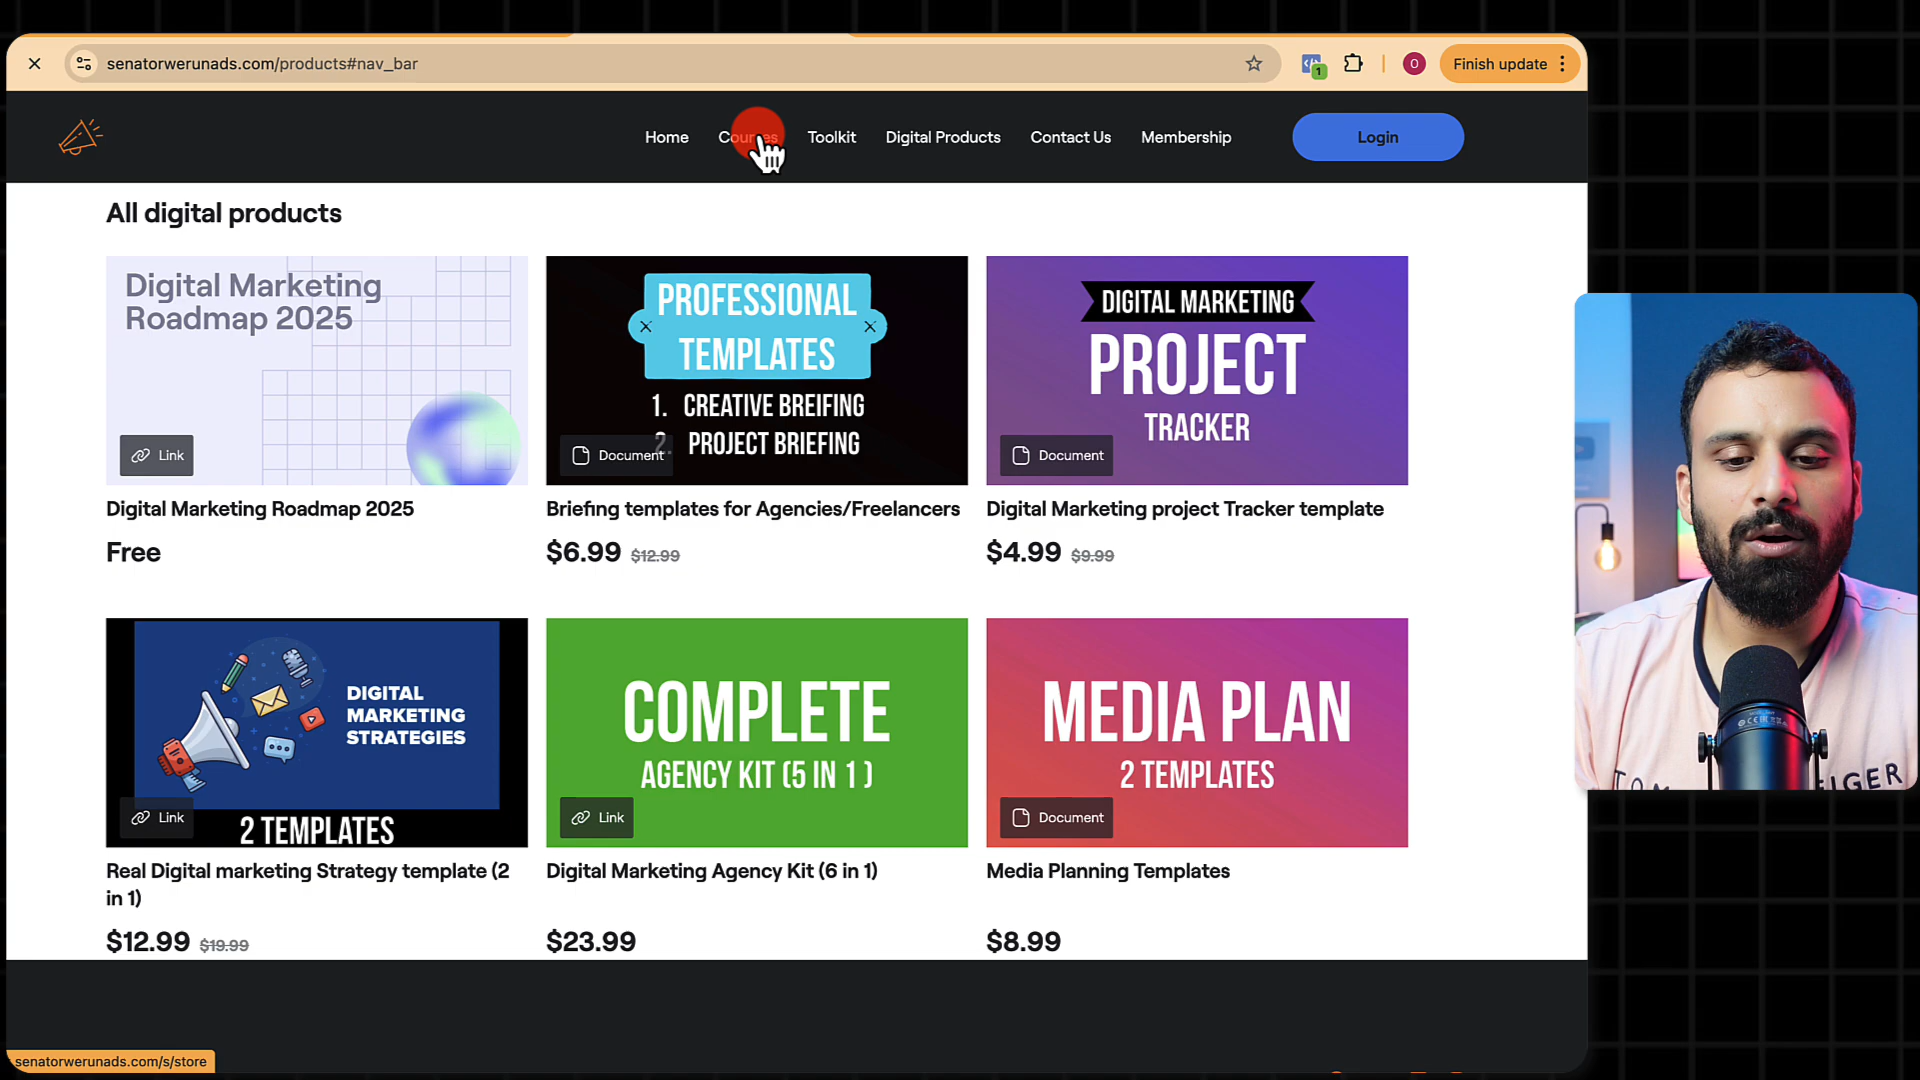 senatorwerunads.com/products#nav_bar
1
O
Finish update
Home
Courses
Toolkit
Digital Products
Contact Us
Membership
Login
All digital products
Digital Marketing
Roadmap 2025
Link
Digital Marketing Roadmap 2025
Free
PROFESSIONAL
TEMPLATES
1. CREATIVE BREIFING
2. PROJECT BRIEFING
Document
Briefing templates for Agencies/Freelancers
$6.99 $12.99
DIGITAL MARKETING
PROJECT
TRACKER
Document
Digital Marketing project Tracker template
$4.99 $9.99
DIGITAL
MARKETING
STRATEGIES
Link
2 TEMPLATES
Real Digital marketing Strategy template (2
in 1)
$12.99 $19.99
COMPLETE
AGENCY KIT (5 IN 1 )
Link
Digital Marketing Agency Kit (6 in 1)
$23.99
MEDIA PLAN
2 TEMPLATES
Document
Media Planning Templates
$8.99
senatorwerunads.com/s/store